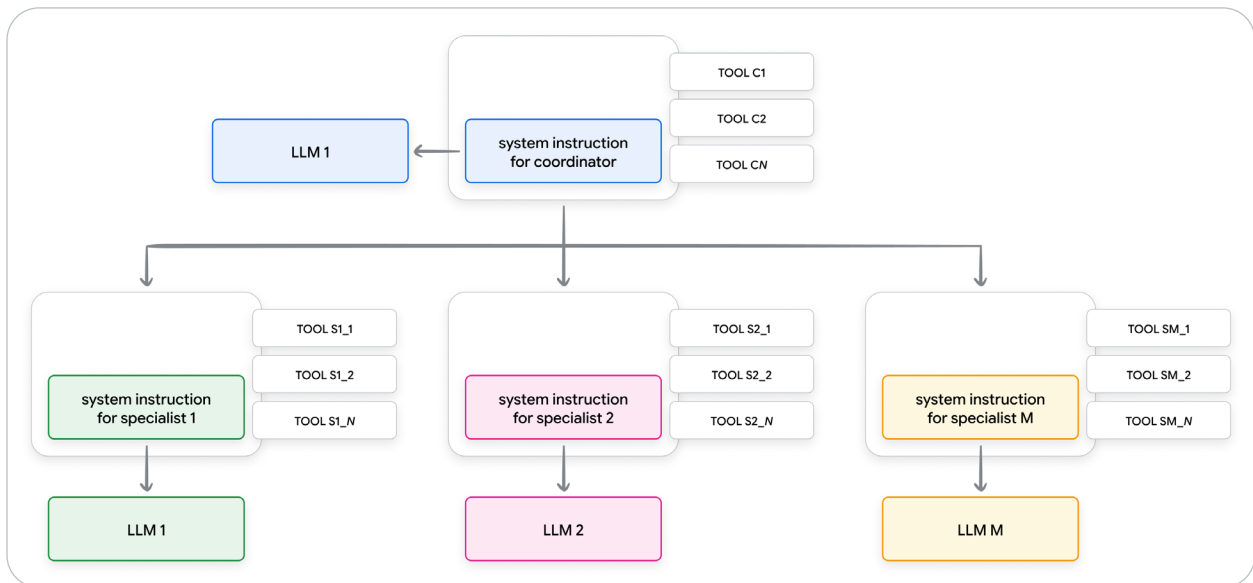 TOOL C1
TOOL C2
TOOL CN
LLM 1
system instruction
for coordinator
TOOL S1_1
TOOL S1_2
TOOL S1_N
system instruction
for specialist 1
LLM 1
TOOL S2_1
TOOL S2_2
TOOL S2_N
system instruction
for specialist 2
LLM 2
TOOL SM_1
TOOL SM_2
TOOL SM_N
system instruction
for specialist M
LLM M